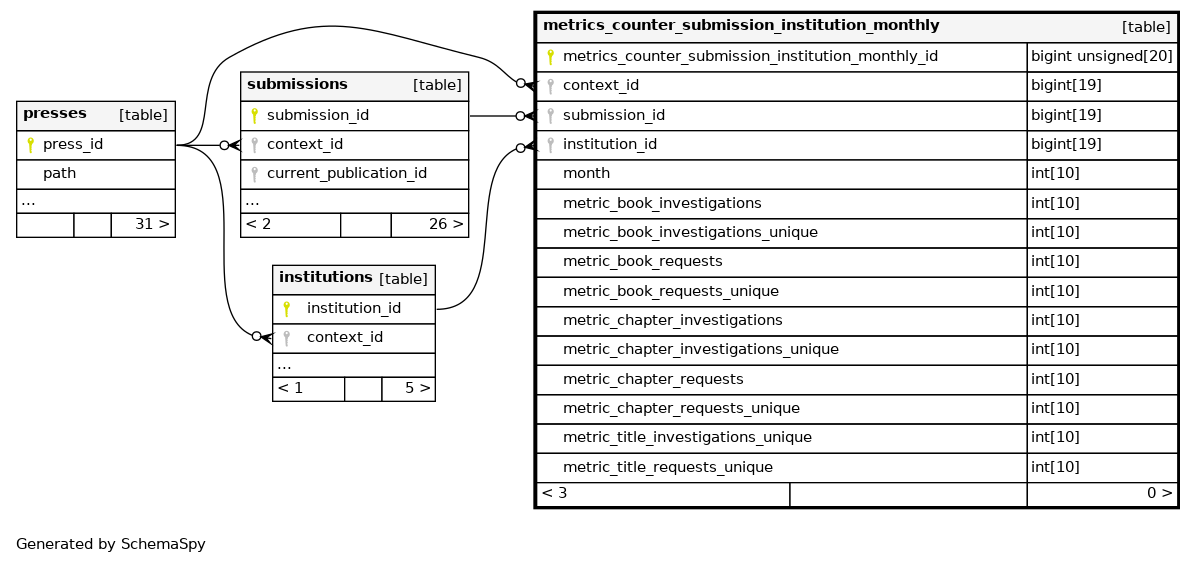 presses [table]
press_id
path
...
31 >
submissions [table]
submission_id
context_id
current_publication_id
...
< 2 26 >
institutions [table]
institution_id
context_id
...
< 1 5 >
metrics_counter_submission_institution_monthly [table]
metrics_counter_submission_institution_monthly_id bigint unsigned[20]
context_id bigint[19]
submission_id bigint[19]
institution_id bigint[19]
month int[10]
metric_book_investigations int[10]
metric_book_investigations_unique int[10]
metric_book_requests int[10]
metric_book_requests_unique int[10]
metric_chapter_investigations int[10]
metric_chapter_investigations_unique int[10]
metric_chapter_requests int[10]
metric_chapter_requests_unique int[10]
metric_title_investigations_unique int[10]
metric_title_requests_unique int[10]
< 3 0 >
Generated by SchemaSpy